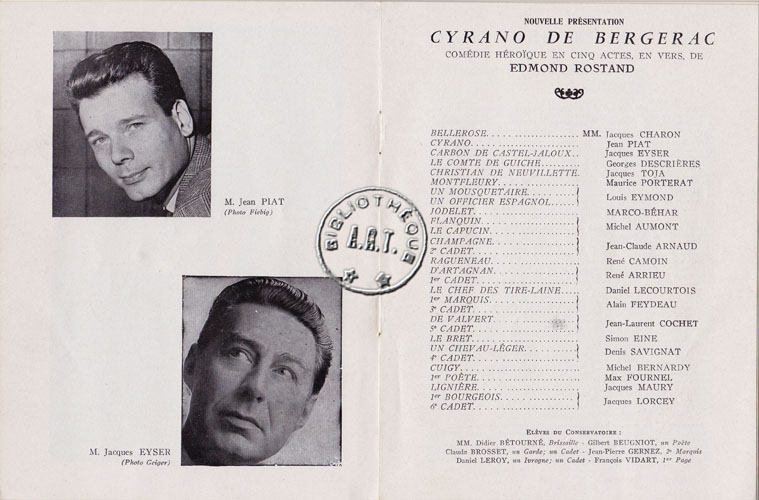 M. Jean PIAT
(Photo Fiebig)
M. Jacques EYSER
(Photo Geiger)
BIBLIOTHÈQUE
A.R.T.
NOUVELLE PRÉSENTATION
CYRANO DE BERGERAC
COMÉDIE HÉROÏQUE EN CINQ ACTES, EN VERS, DE
EDMOND ROSTAND
BELLEROSE. . . . . . . . . . . . . . . . . . MM. Jacques CHARON
CYRANO. . . . . . . . . . . . . . . . . . Jean PIAT
CARBON DE CASTEL-JALOUX. . Jacques EYSER
LE COMTE DE GUICHE. . . . . . . . Georges DESCRIÈRES
CHRISTIAN DE NEUVILLETTE. Jacques TOJA
MONTFLEURY. . . . . . . . . . . . . . . . Maurice PORTERAT
UN MOUSQUETAIRE. . . . . . . . . }
UN OFFICIER ESPAGNOL. . . . . } Louis EYMOND
JODELET. . . . . . . . . . . . . . . . . . MARCO-BÉHAR
FLANQUIN. . . . . . . . . . . . . . . . }
LE CAPUCIN. . . . . . . . . . . . . . } Michel AUMONT
CHAMPAGNE. . . . . . . . . . . . . . }
2e CADET. . . . . . . . . . . . . . . . } Jean-Claude ARNAUD
RAGUENEAU. . . . . . . . . . . . . . . . René CAMOIN
D'ARTAGNAN. . . . . . . . . . . . . . }
1er CADET. . . . . . . . . . . . . . . . } René ARRIEU
LE CHEF DES TIRE-LAINE. . . . . Daniel LECOURTOIS
1er MARQUIS. . . . . . . . . . . . . . }
3e CADET. . . . . . . . . . . . . . . . } Alain FEYDEAU
DE VALVERT. . . . . . . . . . . . . . }
5e CADET. . . . . . . . . . . . . . . . } Jean-Laurent COCHET
LE BRET. . . . . . . . . . . . . . . . . . Simon EINE
UN CHEVAU-LÉGER. . . . . . . . . . }
4e CADET. . . . . . . . . . . . . . . . } Denis SAVIGNAT
CUIGY. . . . . . . . . . . . . . . . . . Michel BERNARDY
1er POÈTE. . . . . . . . . . . . . . . . Max FOURNEL
LIGNIÈRE. . . . . . . . . . . . . . . . Jacques MAURY
1er BOURGEOIS. . . . . . . . . . . . }
6e CADET. . . . . . . . . . . . . . . . } Jacques LORCEY
ELÈVES DU CONSERVATOIRE :
MM. Didier BÉTOURNÉ, Brissaille - Gilbert BEUGNIOT, un Poète
Claude BROSSET, un Garde; un Cadet - Jean-Pierre GERNEZ, 2e Marquis
Daniel LEROY, un Ivrogne; un Cadet - François VIDART, 1er Page